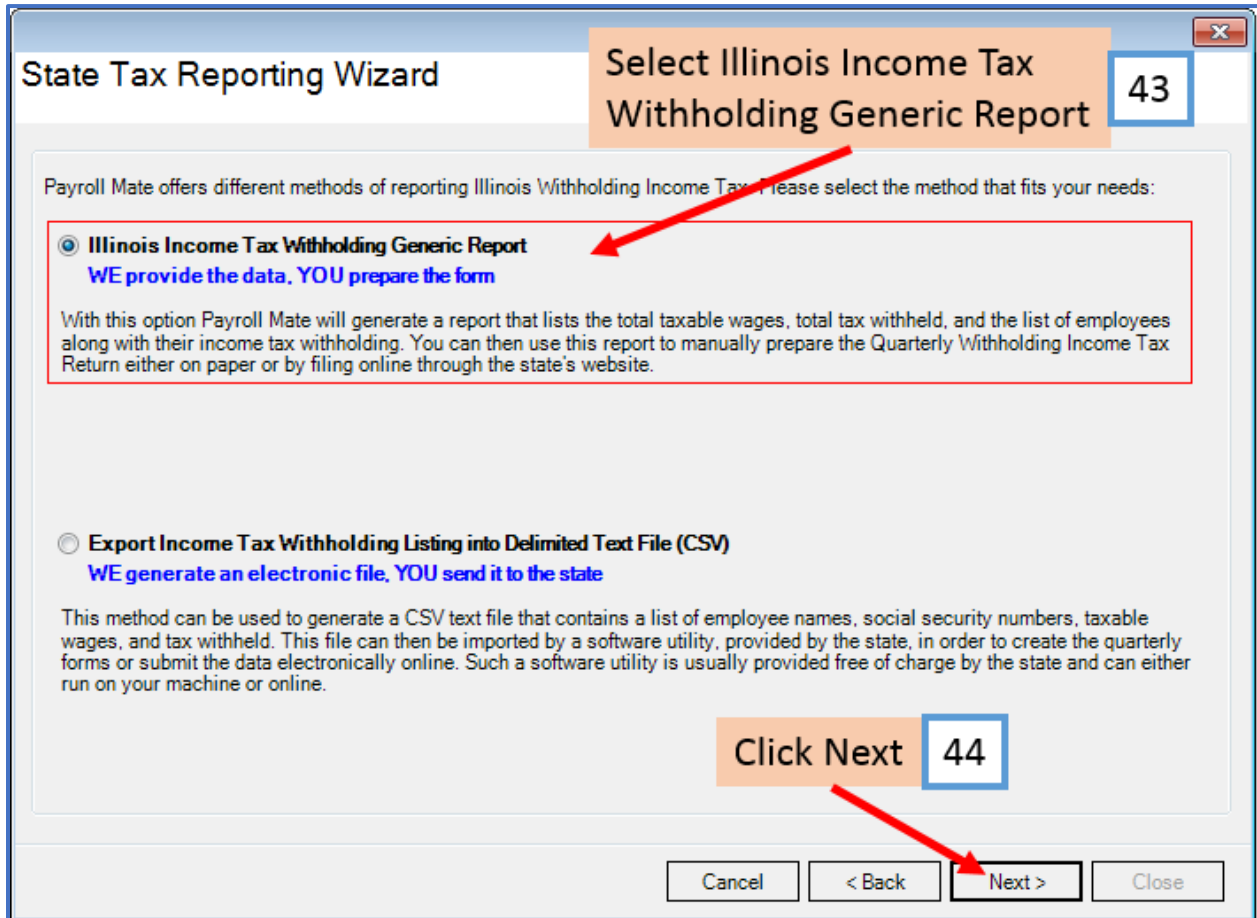 State Tax Reporting Wizard
Select Illinois Income Tax
Withholding Generic Report
43
Payroll Mate offers different methods of reporting Illinois Withholding Income Tax. Please select the method that fits your needs:
Illinois Income Tax Withholding Generic Report
WE provide the data, YOU prepare the form
With this option Payroll Mate will generate a report that lists the total taxable wages, total tax withheld, and the list of employees
along with their income tax withholding. You can then use this report to manually prepare the Quarterly Withholding Income Tax
Return either on paper or by filing online through the state's website.
Export Income Tax Withholding Listing into Delimited Text File (CSV)
WE generate an electronic file, YOU send it to the state
This method can be used to generate a CSV text file that contains a list of employee names, social security numbers, taxable
wages, and tax withheld. This file can then be imported by a software utility, provided by the state, in order to create the quarterly
forms or submit the data electronically online. Such a software utility is usually provided free of charge by the state and can either
run on your machine or online.
Click Next
44
Cancel
< Back
Next >
Close